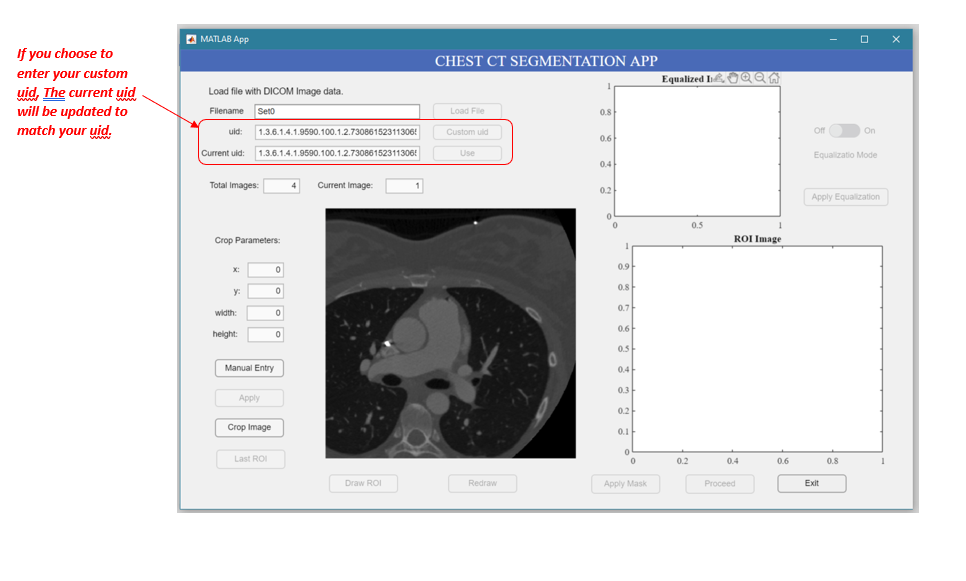 If you choose to
enter your custom
uid, The current uid
will be updated to
match your uid.
MATLAB App
CHEST CT SEGMENTATION APP
Load file with DICOM Image data.
Filename Set0 Load File
uid: 1.3.6.1.4.1.9590.100.1.2.73086152311306 Custom uid
Current uid: 1.3.6.1.4.1.9590.100.1.2.73086152311306 Use
Total Images: 4 Current Image: 1
Crop Parameters:
x: 0
y: 0
width: 0
height: 0
Manual Entry
Apply
Crop Image
Last ROI
Draw ROI Redraw
Equalized
1
0.8
0.6
0.4
0.2
0
0 0.5 1
Off On
Equalizatio Mode
Apply Equalization
ROI Image
1
0.9
0.8
0.7
0.6
0.5
0.4
0.3
0.2
0.1
0
0 0.2 0.4 0.6 0.8 1
Apply Mask Proceed Exit